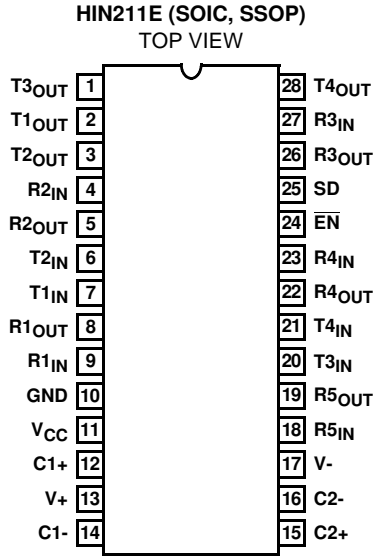 HIN211E (SOIC, SSOP)
TOP VIEW
T3OUT 1 28 T4OUT
T1OUT 2 27 R3IN
T2OUT 3 26 R3OUT
R2IN 4 25 SD
R2OUT 5 24 E̅N̅
T2IN 6 23 R4IN
T1IN 7 22 R4OUT
R1OUT 8 21 T4IN
R1IN 9 20 T3IN
GND 10 19 R5OUT
VCC 11 18 R5IN
C1+ 12 17 V-
V+ 13 16 C2-
C1- 14 15 C2+